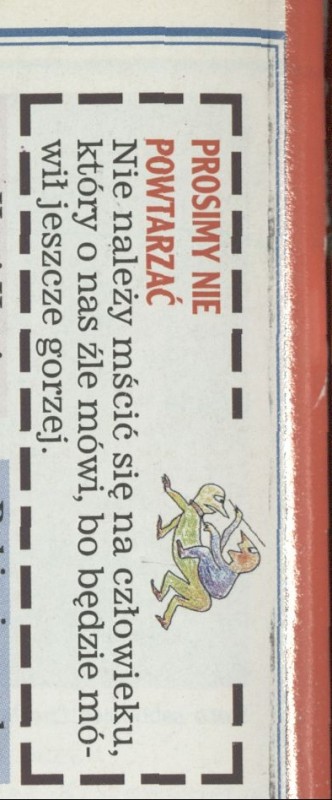 PROSIMY NIE
POWTARZAĆ
Nie należy mścić się na człowieku,
który o nas źle mówi, bo będzie mó-
wił jeszcze gorzej.